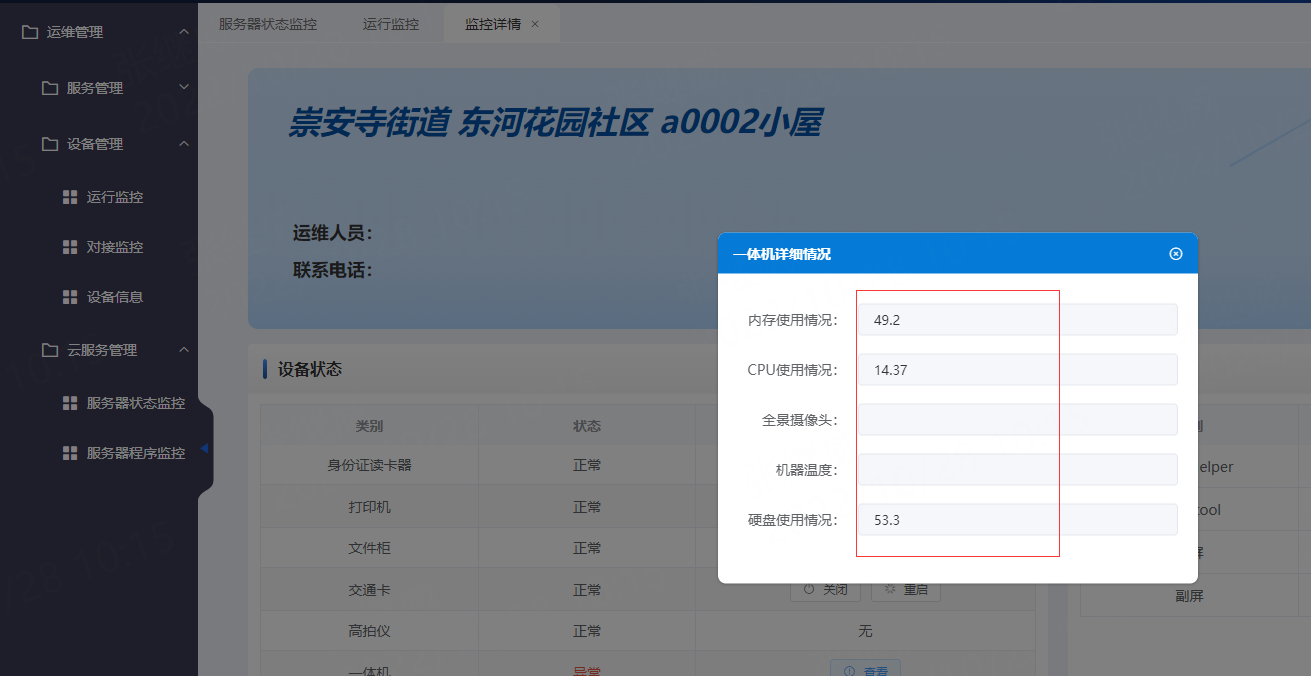 运维管理
服务管理
设备管理
运行监控
对接监控
设备信息
云服务管理
服务器状态监控
服务器程序监控
服务器状态监控 运行监控 监控详情 ×
崇安寺街道 东河花园社区 a0002小屋
运维人员：
联系电话：
一体机详细情况
内存使用情况： 49.2
CPU使用情况： 14.37
全景摄像头：
机器温度：
硬盘使用情况： 53.3
设备状态
类别 状态
身份证读卡器 正常
打印机 正常
文件柜 正常
交通卡 正常 关闭 重启
高拍仪 正常 无
一体机 异常 查看
elper
tool
副屏
10:15